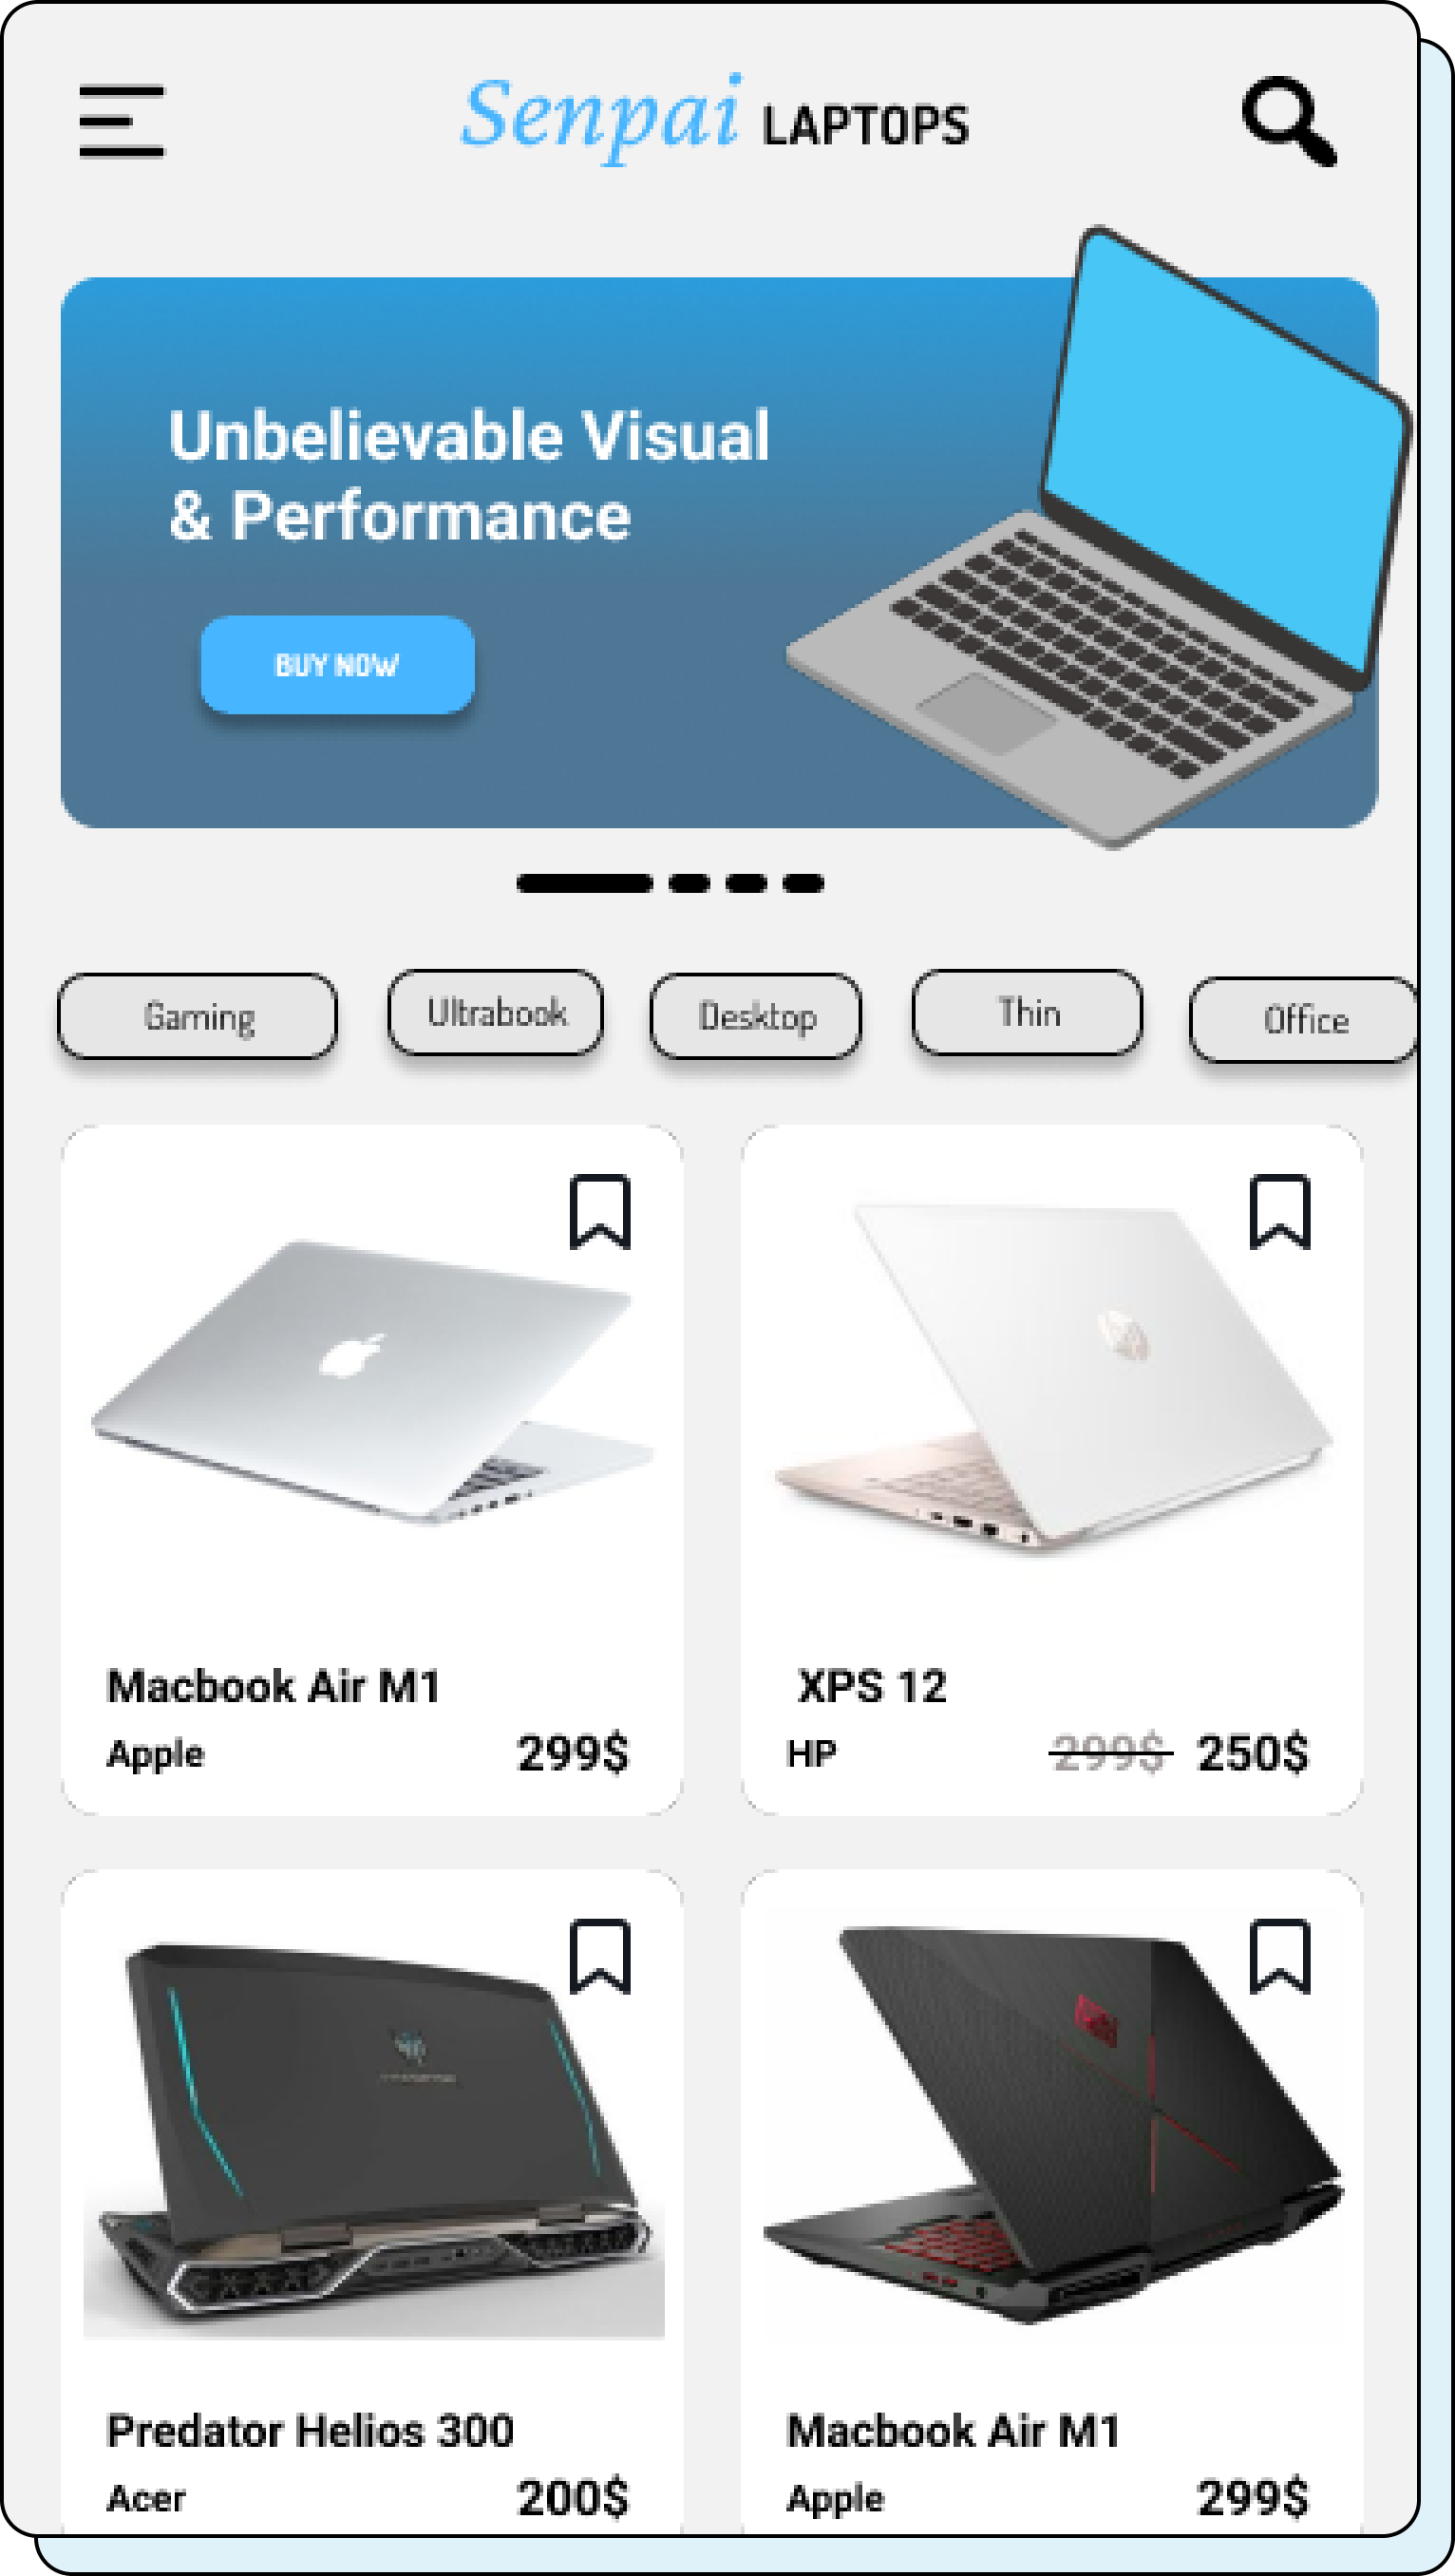 Senpai LAPTOPS
Unbelievable Visual
& Performance
BUY NOW
Gaming Ultrabook Desktop Thin Office
Macbook Air M1
Apple 299$
XPS 12
HP 299$ 250$
Predator Helios 300
Acer 200$
Macbook Air M1
Apple 299$